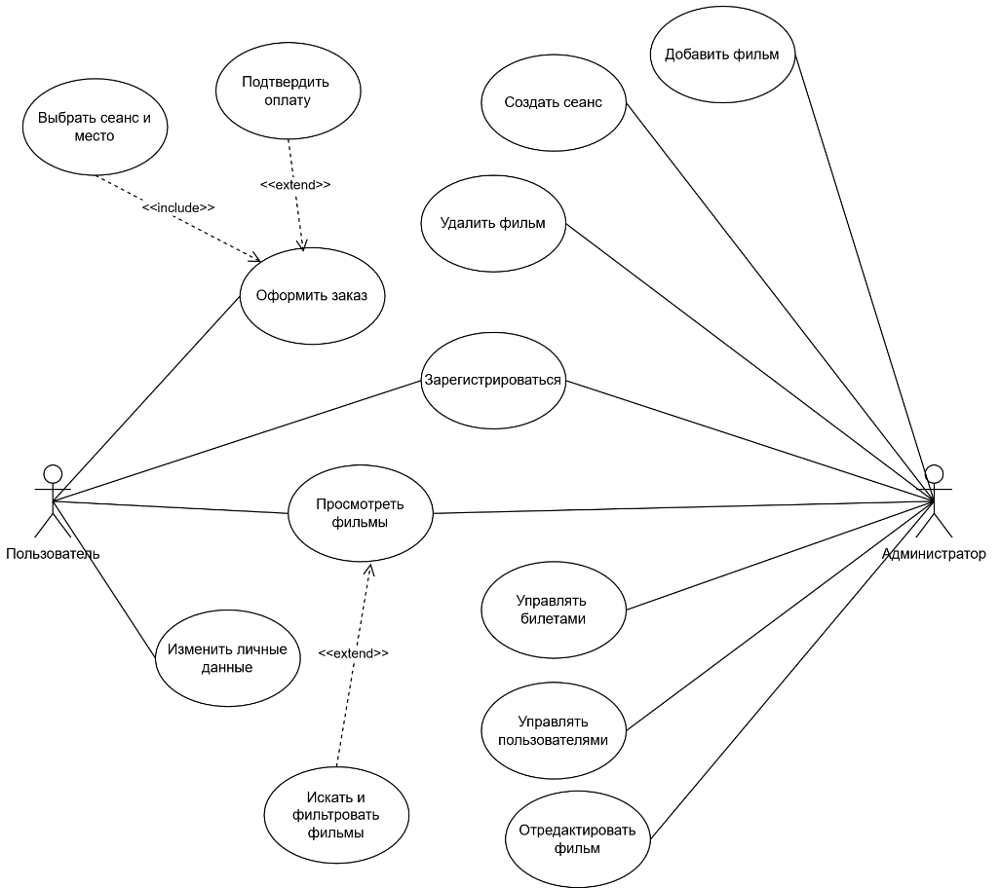 Добавить фильм
Подтвердить
оплату
Создать сеанс
Выбрать сеанс и
место
<<extend>>
<<include>>
Удалить фильм
Оформить заказ
Зарегистрироваться
Просмотреть
фильмы
Пользователь
Администратор
Управлять
билетами
Изменить личные
данные
<<extend>>
Управлять
пользователями
Искать и
фильтровать
фильмы
Отредактировать
фильм